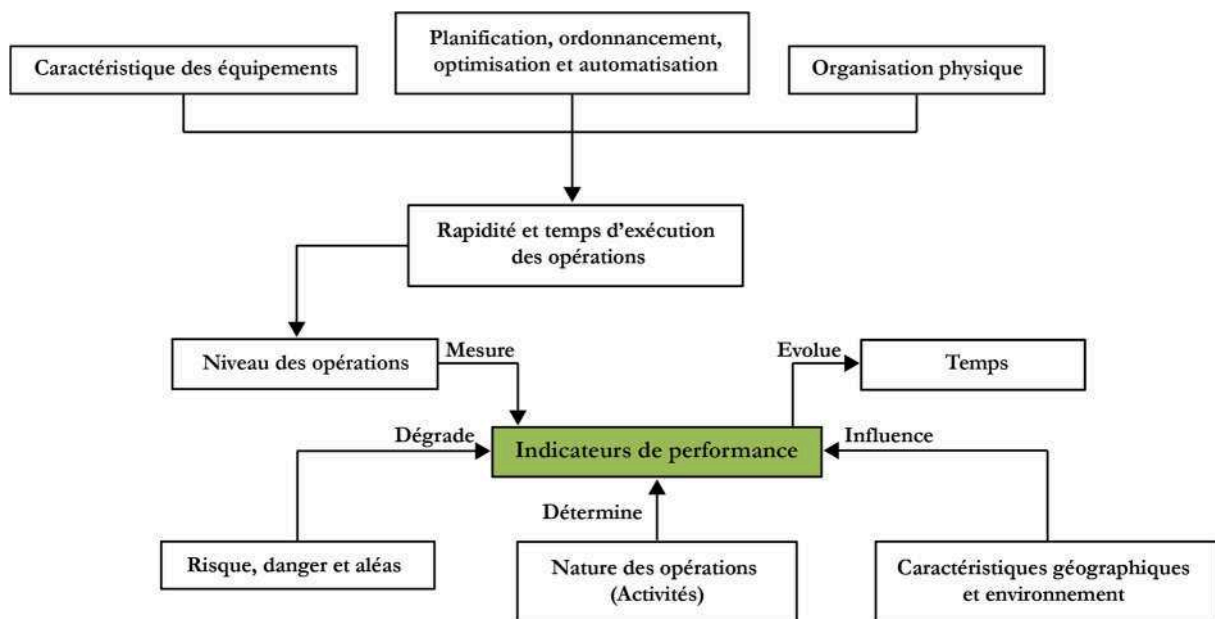 Planification, ordonnancement,
optimisation et automatisation
Caractéristique des équipements
Organisation physique
Rapidité et temps d’exécution
des opérations
Niveau des opérations
Mesure
Evolue
Temps
Dégrade
Indicateurs de performance
Influence
Détermine
Risque, danger et aléas
Nature des opérations
(Activités)
Caractéristiques géographiques
et environnement